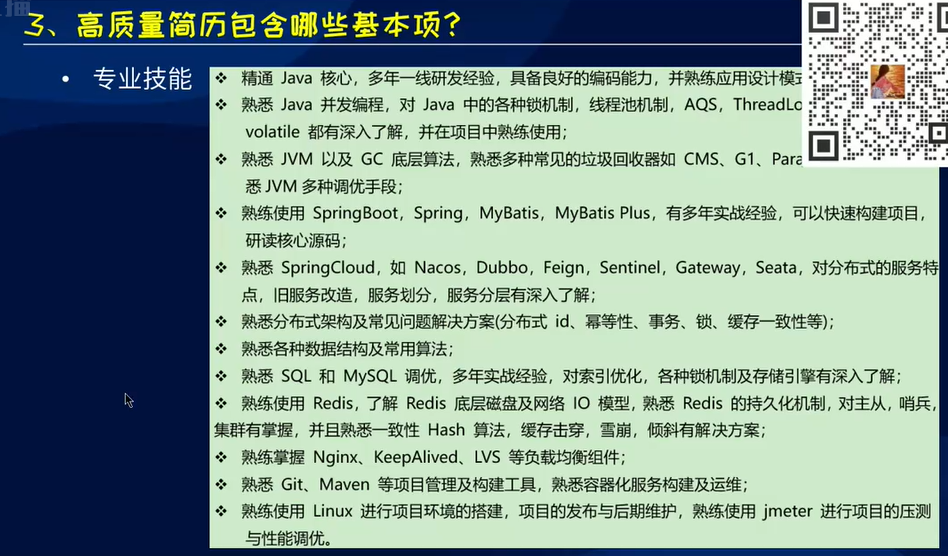 3、高质量简历包含哪些基本项？
• 专业技能
❖ 精通 Java 核心，多年一线研发经验，具备良好的编码能力，并熟练应用设计模式
❖ 熟悉 Java 并发编程，对 Java 中的各种锁机制，线程池机制，AQS，ThreadLo
volatile 都有深入了解，并在项目中熟练使用；
❖ 熟悉 JVM 以及 GC 底层算法，熟悉多种常见的垃圾回收器如 CMS、G1、Para
悉 JVM 多种调优手段；
❖ 熟练使用 SpringBoot，Spring，MyBatis，MyBatis Plus，有多年实战经验，可以快速构建项目，
研读核心源码；
❖ 熟悉 SpringCloud，如 Nacos，Dubbo，Feign，Sentinel，Gateway，Seata，对分布式的服务特
点，旧服务改造，服务划分，服务分层有深入了解；
❖ 熟悉分布式架构及常见问题解决方案(分布式 id、幂等性、事务、锁、缓存一致性等)；
❖ 熟悉各种数据结构及常用算法；
❖ 熟悉 SQL 和 MySQL 调优，多年实战经验，对索引优化，各种锁机制及存储引擎有深入了解；
❖ 熟练使用 Redis，了解 Redis 底层磁盘及网络 IO 模型，熟悉 Redis 的持久化机制，对主从，哨兵，
集群有掌握，并且熟悉一致性 Hash 算法，缓存击穿，雪崩，倾斜有解决方案；
❖ 熟练掌握 Nginx、KeepAlived、LVS 等负载均衡组件；
❖ 熟悉 Git、Maven 等项目管理及构建工具，熟悉容器化服务构建及运维；
❖ 熟练使用 Linux 进行项目环境的搭建，项目的发布与后期维护，熟练使用 jmeter 进行项目的压测
与性能调优。